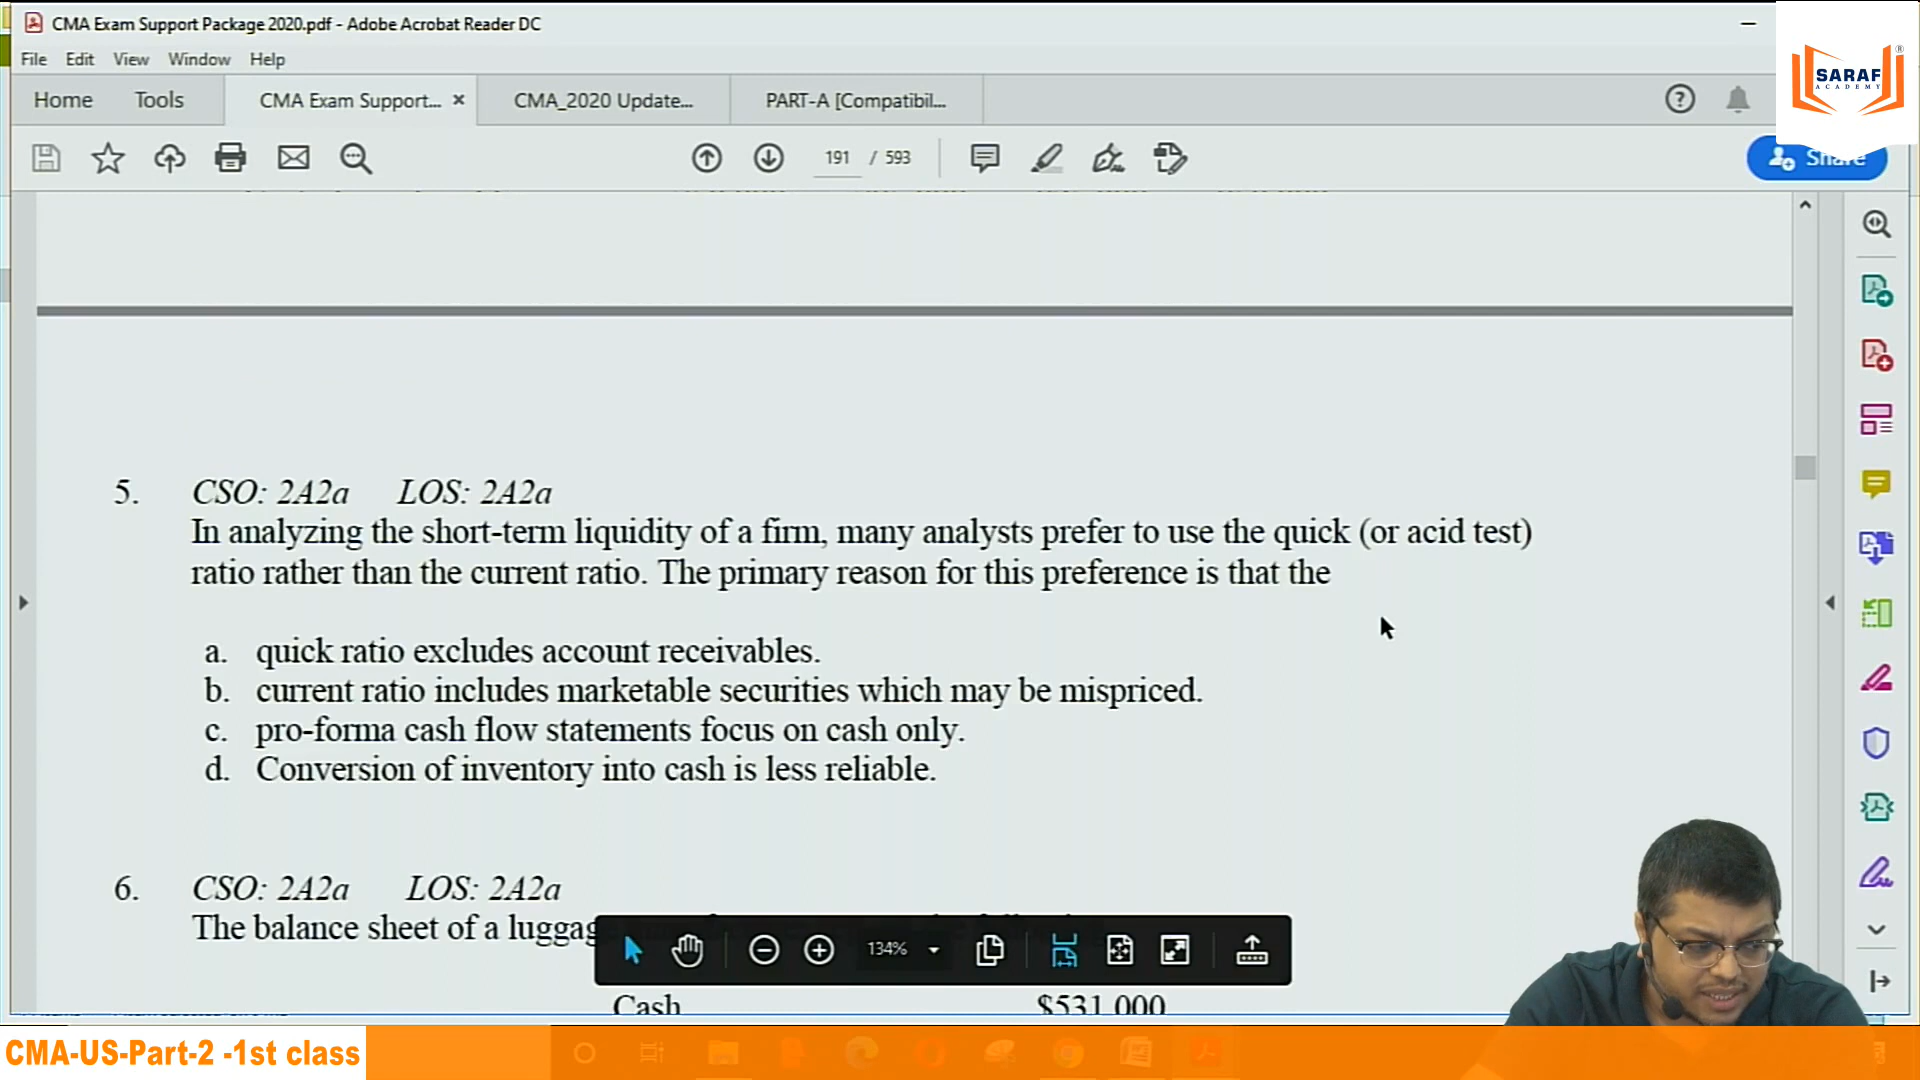 CMA Exam Support Package 2020.pdf - Adobe Acrobat Reader DC
File Edit View Window Help
SARAF
ACADEMY
®
Home Tools CMA Exam Support... × CMA_2020 Update... PART-A [Compatibil...
191 / 593
Share
5. CSO: 2A2a LOS: 2A2a
In analyzing the short-term liquidity of a firm, many analysts prefer to use the quick (or acid test)
ratio rather than the current ratio. The primary reason for this preference is that the
a. quick ratio excludes account receivables.
b. current ratio includes marketable securities which may be mispriced.
c. pro-forma cash flow statements focus on cash only.
d. Conversion of inventory into cash is less reliable.
6. CSO: 2A2a LOS: 2A2a
The balance sheet of a
134%
Cash $531,000
CMA-US-Part-2 -1st class